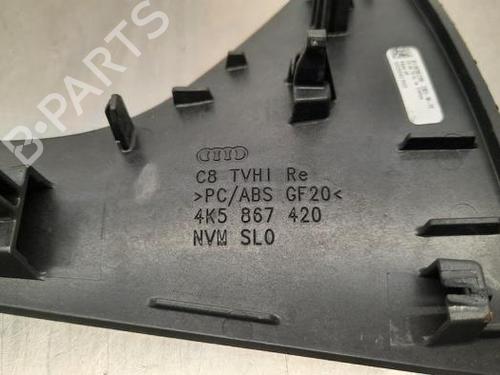 B-PARTS
C8 TVHI Re
>PC/ABS GF20<
4K5 867 420
NVM SLO